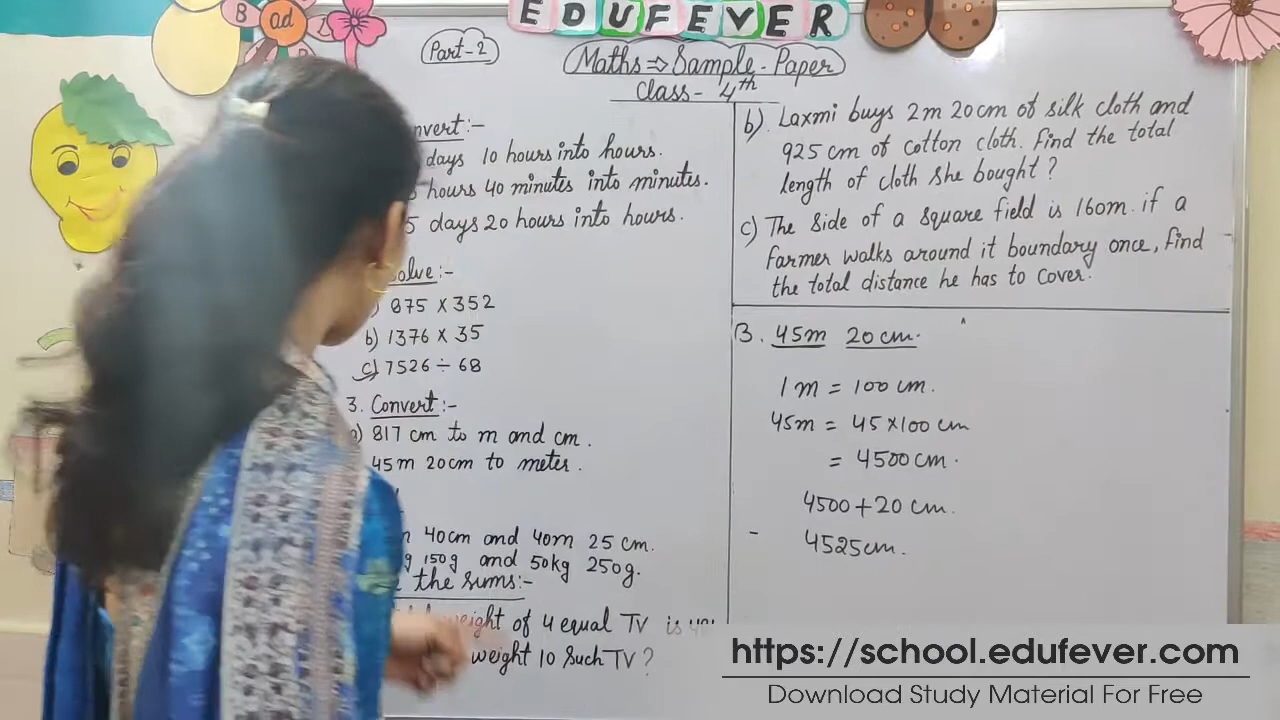 B ad
EDUFEVER
Part-2
Maths ⇒ Sample-Paper
Class- 4th
nvert:-
days 10 hours into hours.
hours 40 minutes into minutes.
5 days 20 hours into hours.
olve:-
) 875 × 352
b) 1376 × 35
c) 7526 ÷ 68
3. Convert:-
a) 817 cm to m and cm.
45m 20cm to meter.
40cm and 40m 25 cm.
g 150g and 50kg 250g.
the sums:-
weight of 4 equal TV is
weight 10 Such TV?
b) Laxmi buys 2m 20cm of silk cloth and
925 cm of cotton cloth. Find the total
length of cloth she bought?
c) The Side of a square field is 160m. if a
farmer walks around it boundary once, find
the total distance he has to cover.
B. 45m 20 cm.
1 m = 100 cm.
45m = 45 × 100 cm
= 4500 cm.
4500 + 20 cm.
- 4525cm.
https://school.edufever.com
Download Study Material For Free